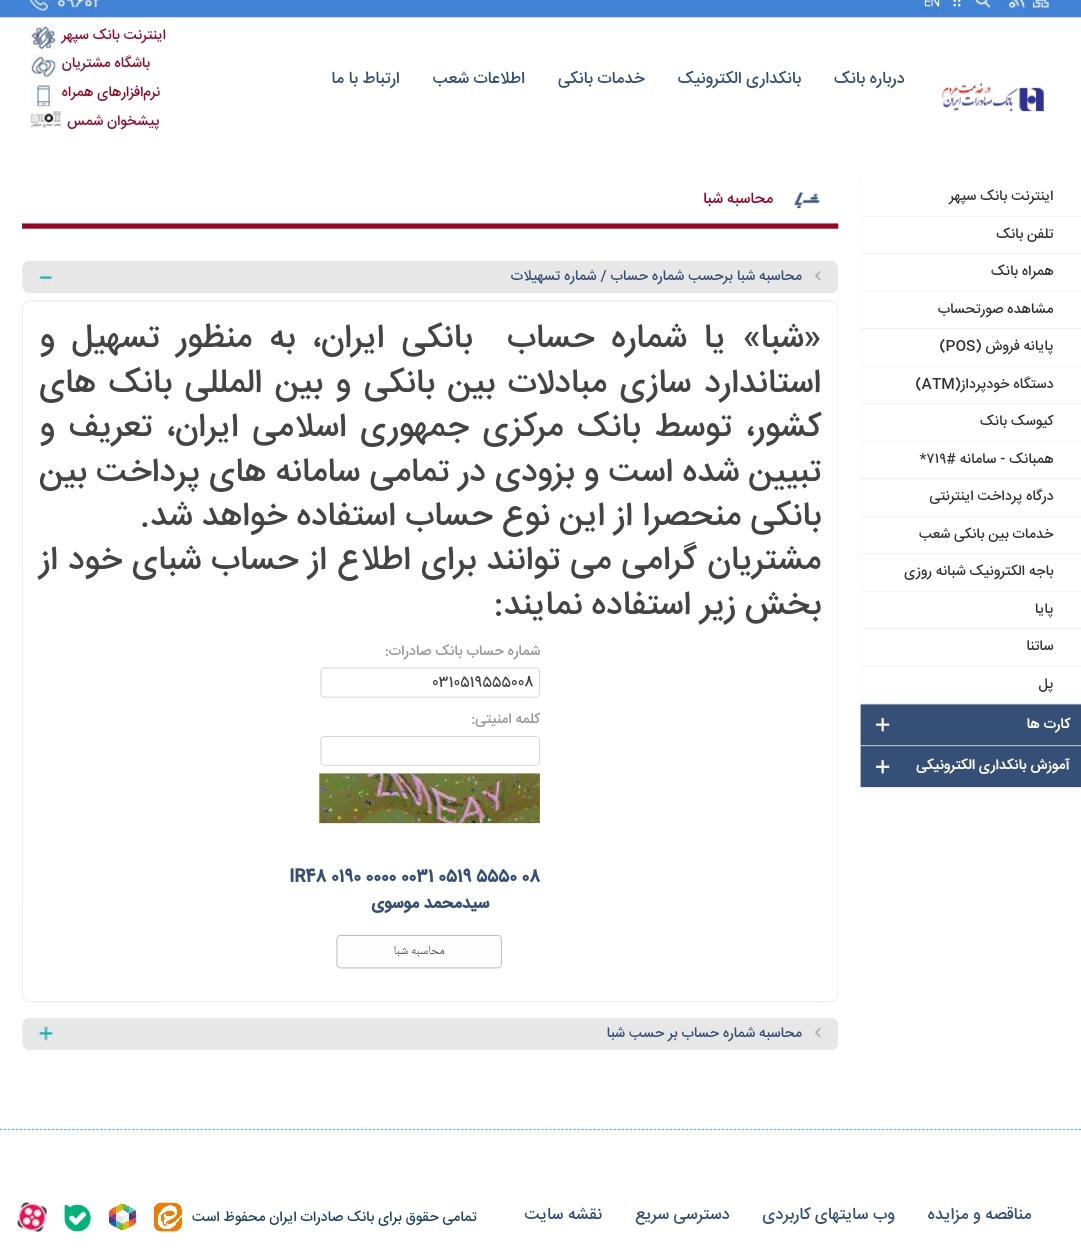 ۰۹۶۰۲
EN
اینترنت بانک سپهر
باشگاه مشتریان
نرم‌افزارهای همراه
پیشخوان شمس
درباره بانک
بانکداری الکترونیک
خدمات بانکی
اطلاعات شعب
ارتباط با ما
در خدمت مردم
بانک صادرات ایران
اینترنت بانک سپهر
تلفن بانک
همراه بانک
مشاهده صورتحساب
پایانه فروش (POS)
دستگاه خودپرداز(ATM)
کیوسک بانک
همبانک - سامانه #۷۱۹*
درگاه پرداخت اینترنتی
خدمات بین بانکی شعب
باجه الکترونیک شبانه روزی
پایا
ساتنا
پل
کارت ها
آموزش بانکداری الکترونیکی
شبا
محاسبه شبا
محاسبه شبا برحسب شماره حساب / شماره تسهیلات
«شبا» یا شماره حساب بانکی ایران، به منظور تسهیل و
استاندارد سازی مبادلات بین بانکی و بین المللی بانک های
کشور، توسط بانک مرکزی جمهوری اسلامی ایران، تعریف و
تبیین شده است و بزودی در تمامی سامانه های پرداخت بین
بانکی منحصرا از این نوع حساب استفاده خواهد شد.
مشتریان گرامی می توانند برای اطلاع از حساب شبای خود از
بخش زیر استفاده نمایند:
شماره حساب بانک صادرات:
۰۳۱۰۵۱۹۵۵۵۰۰۸
کلمه امنیتی:
IR۴۸ ۰۱۹۰ ۰۰۰۰ ۰۰۳۱ ۰۵۱۹ ۵۵۵۰ ۰۸
سیدمحمد موسوی
محاسبه شبا
محاسبه شماره حساب بر حسب شبا
مناقصه و مزایده
وب سایتهای کاربردی
دسترسی سریع
نقشه سایت
تمامی حقوق برای بانک صادرات ایران محفوظ است